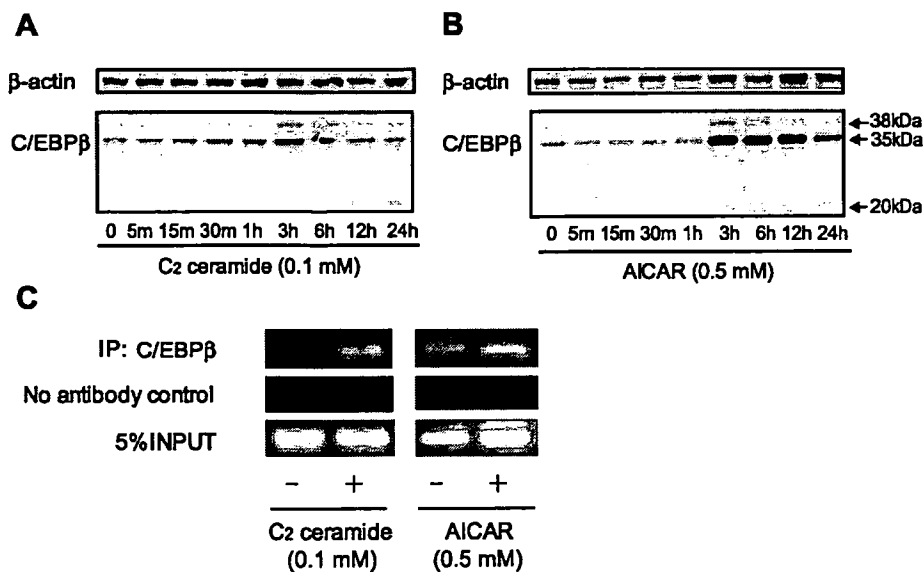 A
β-actin
C/EBPβ
0 5m 15m 30m 1h 3h 6h 12h 24h
C2 ceramide (0.1 mM)
B
β-actin
C/EBPβ
38kDa
35kDa
20kDa
0 5m 15m 30m 1h 3h 6h 12h 24h
AICAR (0.5 mM)
C
IP: C/EBPβ
No antibody control
5%INPUT
− + − +
C2 ceramide
(0.1 mM)
AICAR
(0.5 mM)